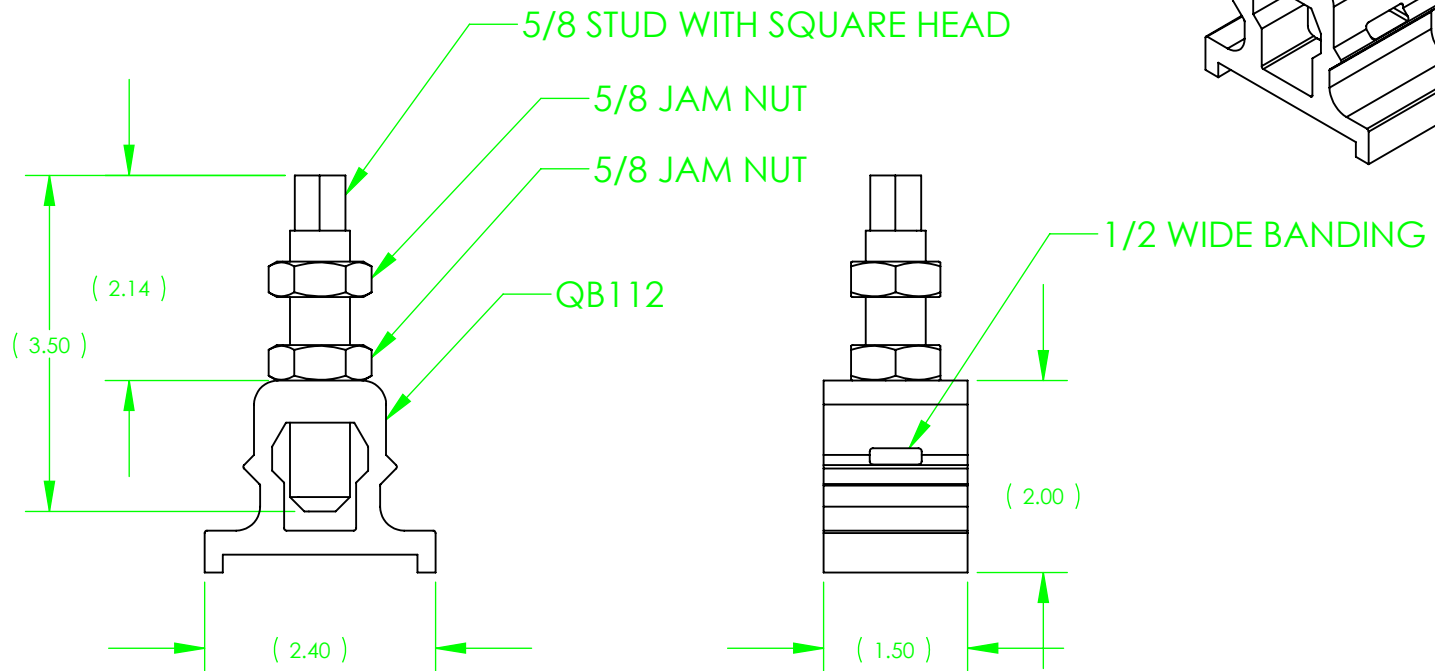 5/8 STUD WITH SQUARE HEAD
5/8 JAM NUT
5/8 JAM NUT
1/2 WIDE BANDING
( 2.14 )
QB112
( 3.50 )
( 2.00 )
( 2.40 )
( 1.50 )